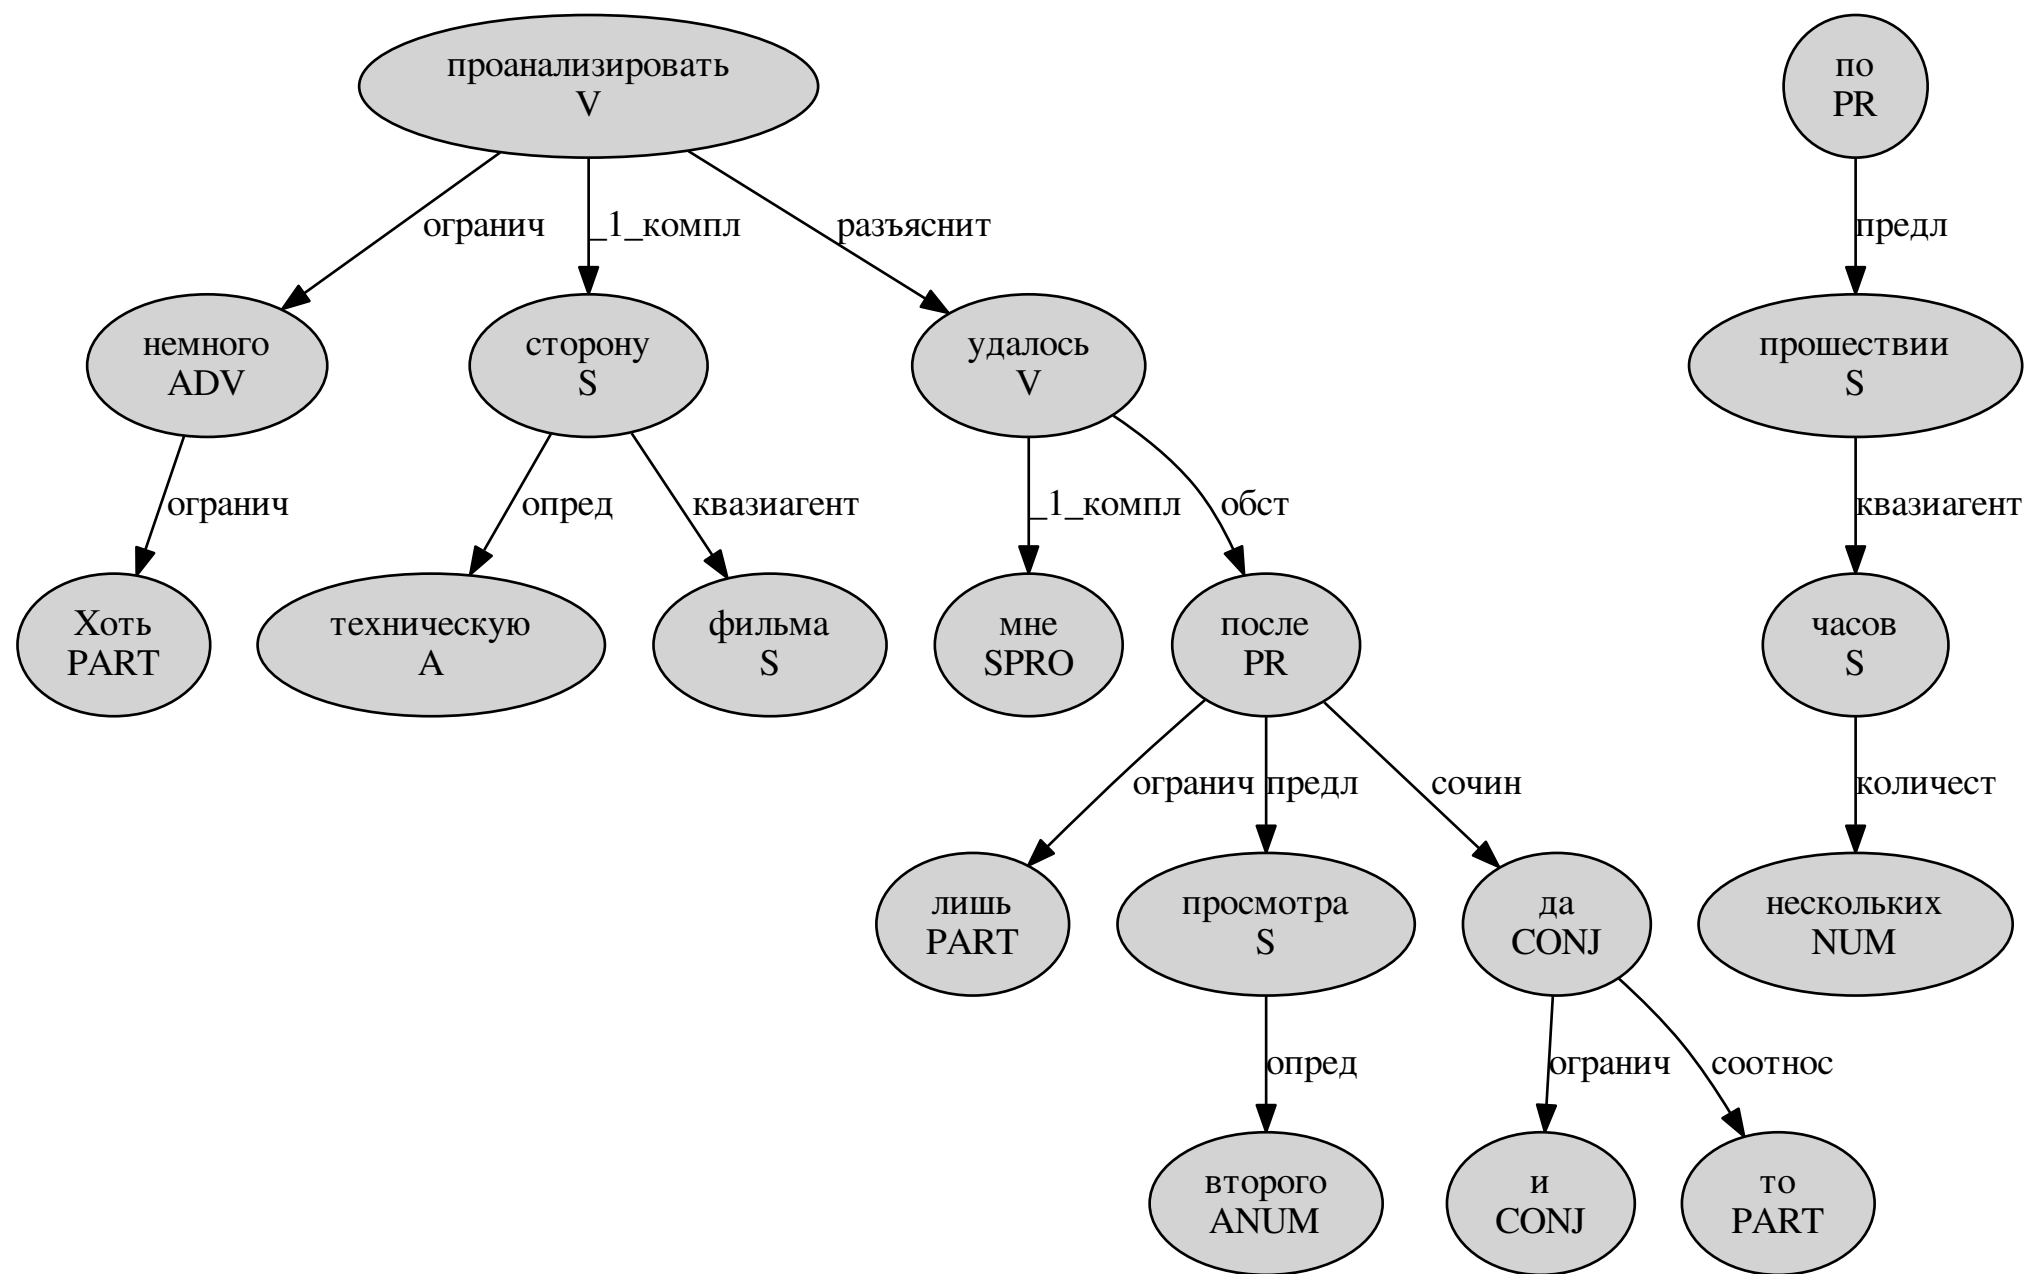 проанализировать
V
по
PR
огранич
_1_компл
разъяснит
предл
немного
ADV
сторону
S
удалось
V
прошествии
S
огранич
опред
квазиагент
_1_компл
обст
квазиагент
Хоть
PART
техническую
A
фильма
S
мне
SPRO
после
PR
часов
S
огранич
предл
сочин
количест
лишь
PART
просмотра
S
да
CONJ
нескольких
NUM
опред
огранич
соотнос
второго
ANUM
и
CONJ
то
PART